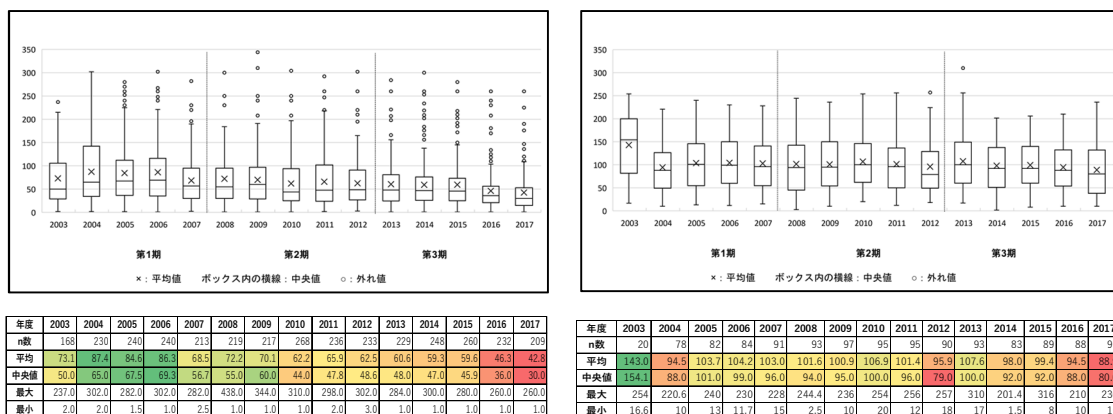 350
300
250
200
150
100
50
0
2003 2004 2005 2006 2007 2008 2009 2010 2011 2012 2013 2014 2015 2016 2017
第1期 第2期 第3期
×：平均値 ボックス内の横線：中央値 ○：外れ値
350
300
250
200
150
100
50
0
2003 2004 2005 2006 2007 2008 2009 2010 2011 2012 2013 2014 2015 2016 2017
第1期 第2期 第3期
×：平均値 ボックス内の横線：中央値 ○：外れ値
年度 2003 2004 2005 2006 2007 2008 2009 2010 2011 2012 2013 2014 2015 2016 2017
n数 168 230 240 240 213 219 217 268 236 233 229 248 260 232 209
平均 73.1 87.4 84.6 86.3 68.5 72.2 70.1 62.2 65.9 62.5 60.6 59.3 59.6 46.3 42.8
中央値 50.0 65.0 67.5 69.3 56.7 55.0 60.0 44.0 47.8 48.6 48.0 47.0 45.9 36.0 30.0
最大 237.0 302.0 282.0 302.0 282.0 438.0 344.0 310.0 298.0 302.0 284.0 300.0 280.0 260.0 260.0
最小 2.0 2.0 1.5 1.0 2.5 1.0 1.0 1.0 2.0 3.0 1.0 1.0 1.0 1.0 1.0
年度 2003 2004 2005 2006 2007 2008 2009 2010 2011 2012 2013 2014 2015 2016 2017
n数 20 78 82 84 91 93 97 95 95 90 93 83 89 88 9
平均 143.0 94.5 103.7 104.2 103.0 101.6 100.9 106.9 101.4 95.9 107.6 98.0 99.4 94.5 88.
中央値 154.1 88.0 101.0 99.0 96.0 94.0 95.0 100.0 96.0 79.0 100.0 92.0 92.0 88.0 80.
最大 254 220.6 240 230 228 244.4 236 254 256 257 310 201.4 316 210 23
最小 16.6 10 13 11.7 15 2.5 10 20 12 18 17 1.5 8 10